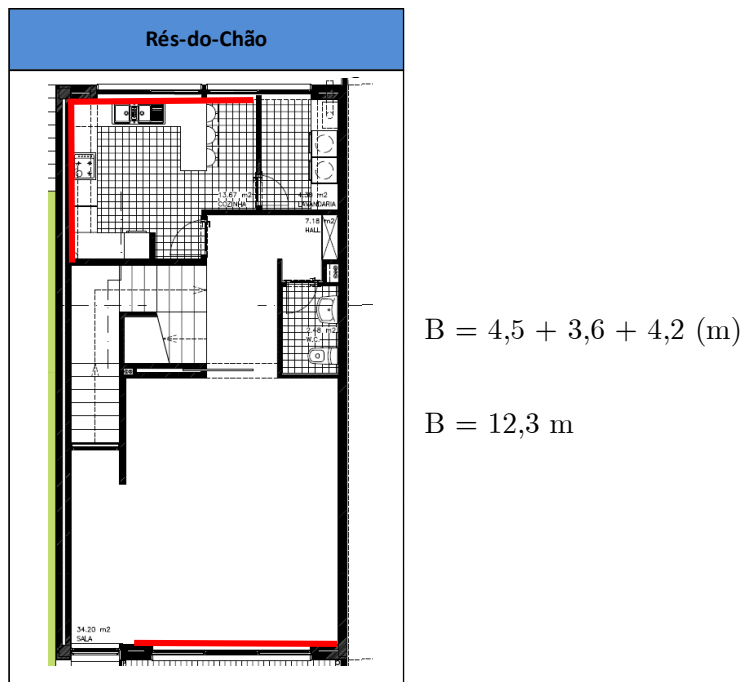 Rés-do-Chão
13.67 m2
COZINHA
4.38 m2
LAVANDARIA
7.18 m2
HALL
2.48 m2
W.C.
34.20 m2
SALA
B = 4,5 + 3,6 + 4,2 (m)
B = 12,3 m